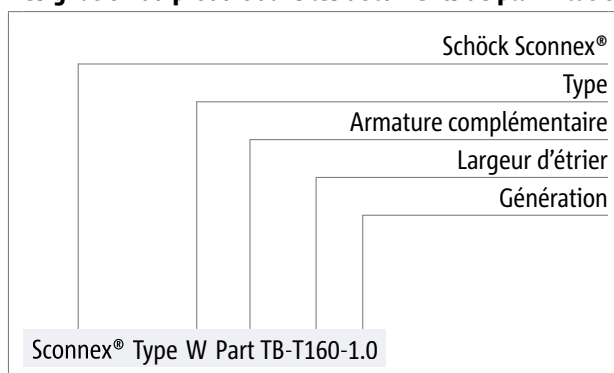 Schöck Sconnex®
Type
Armature complémentaire
Largeur d'étrier
Génération
Sconnex® Type W Part TB-T160-1.0